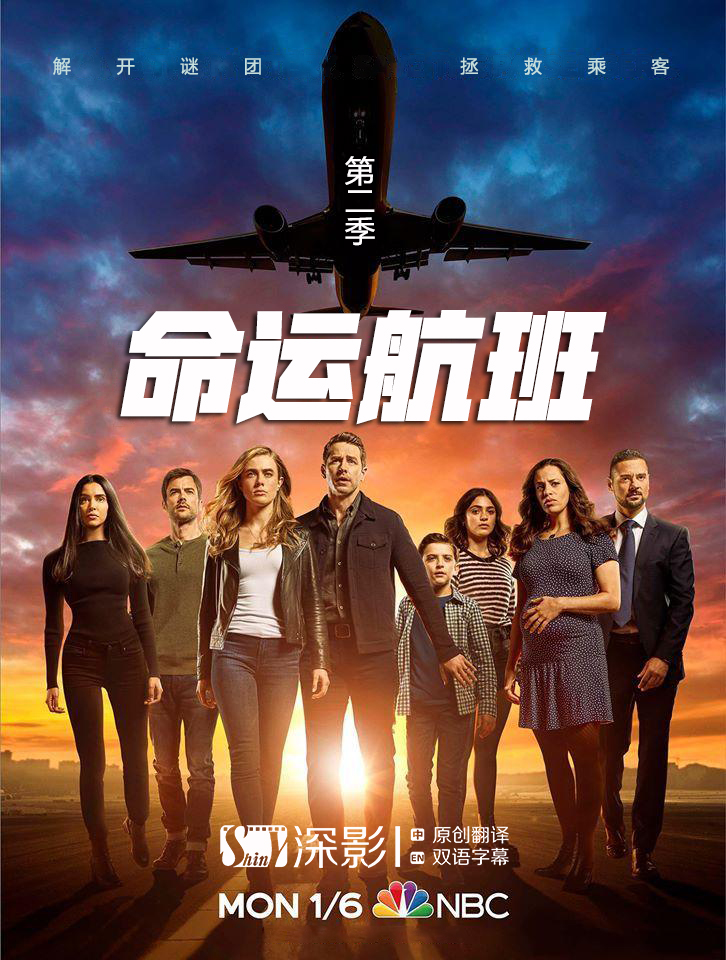 解开谜团 拯救乘客
第二季
命运航班
Shiny 深影 中 原创翻译
EN 双语字幕
MON 1/6 NBC